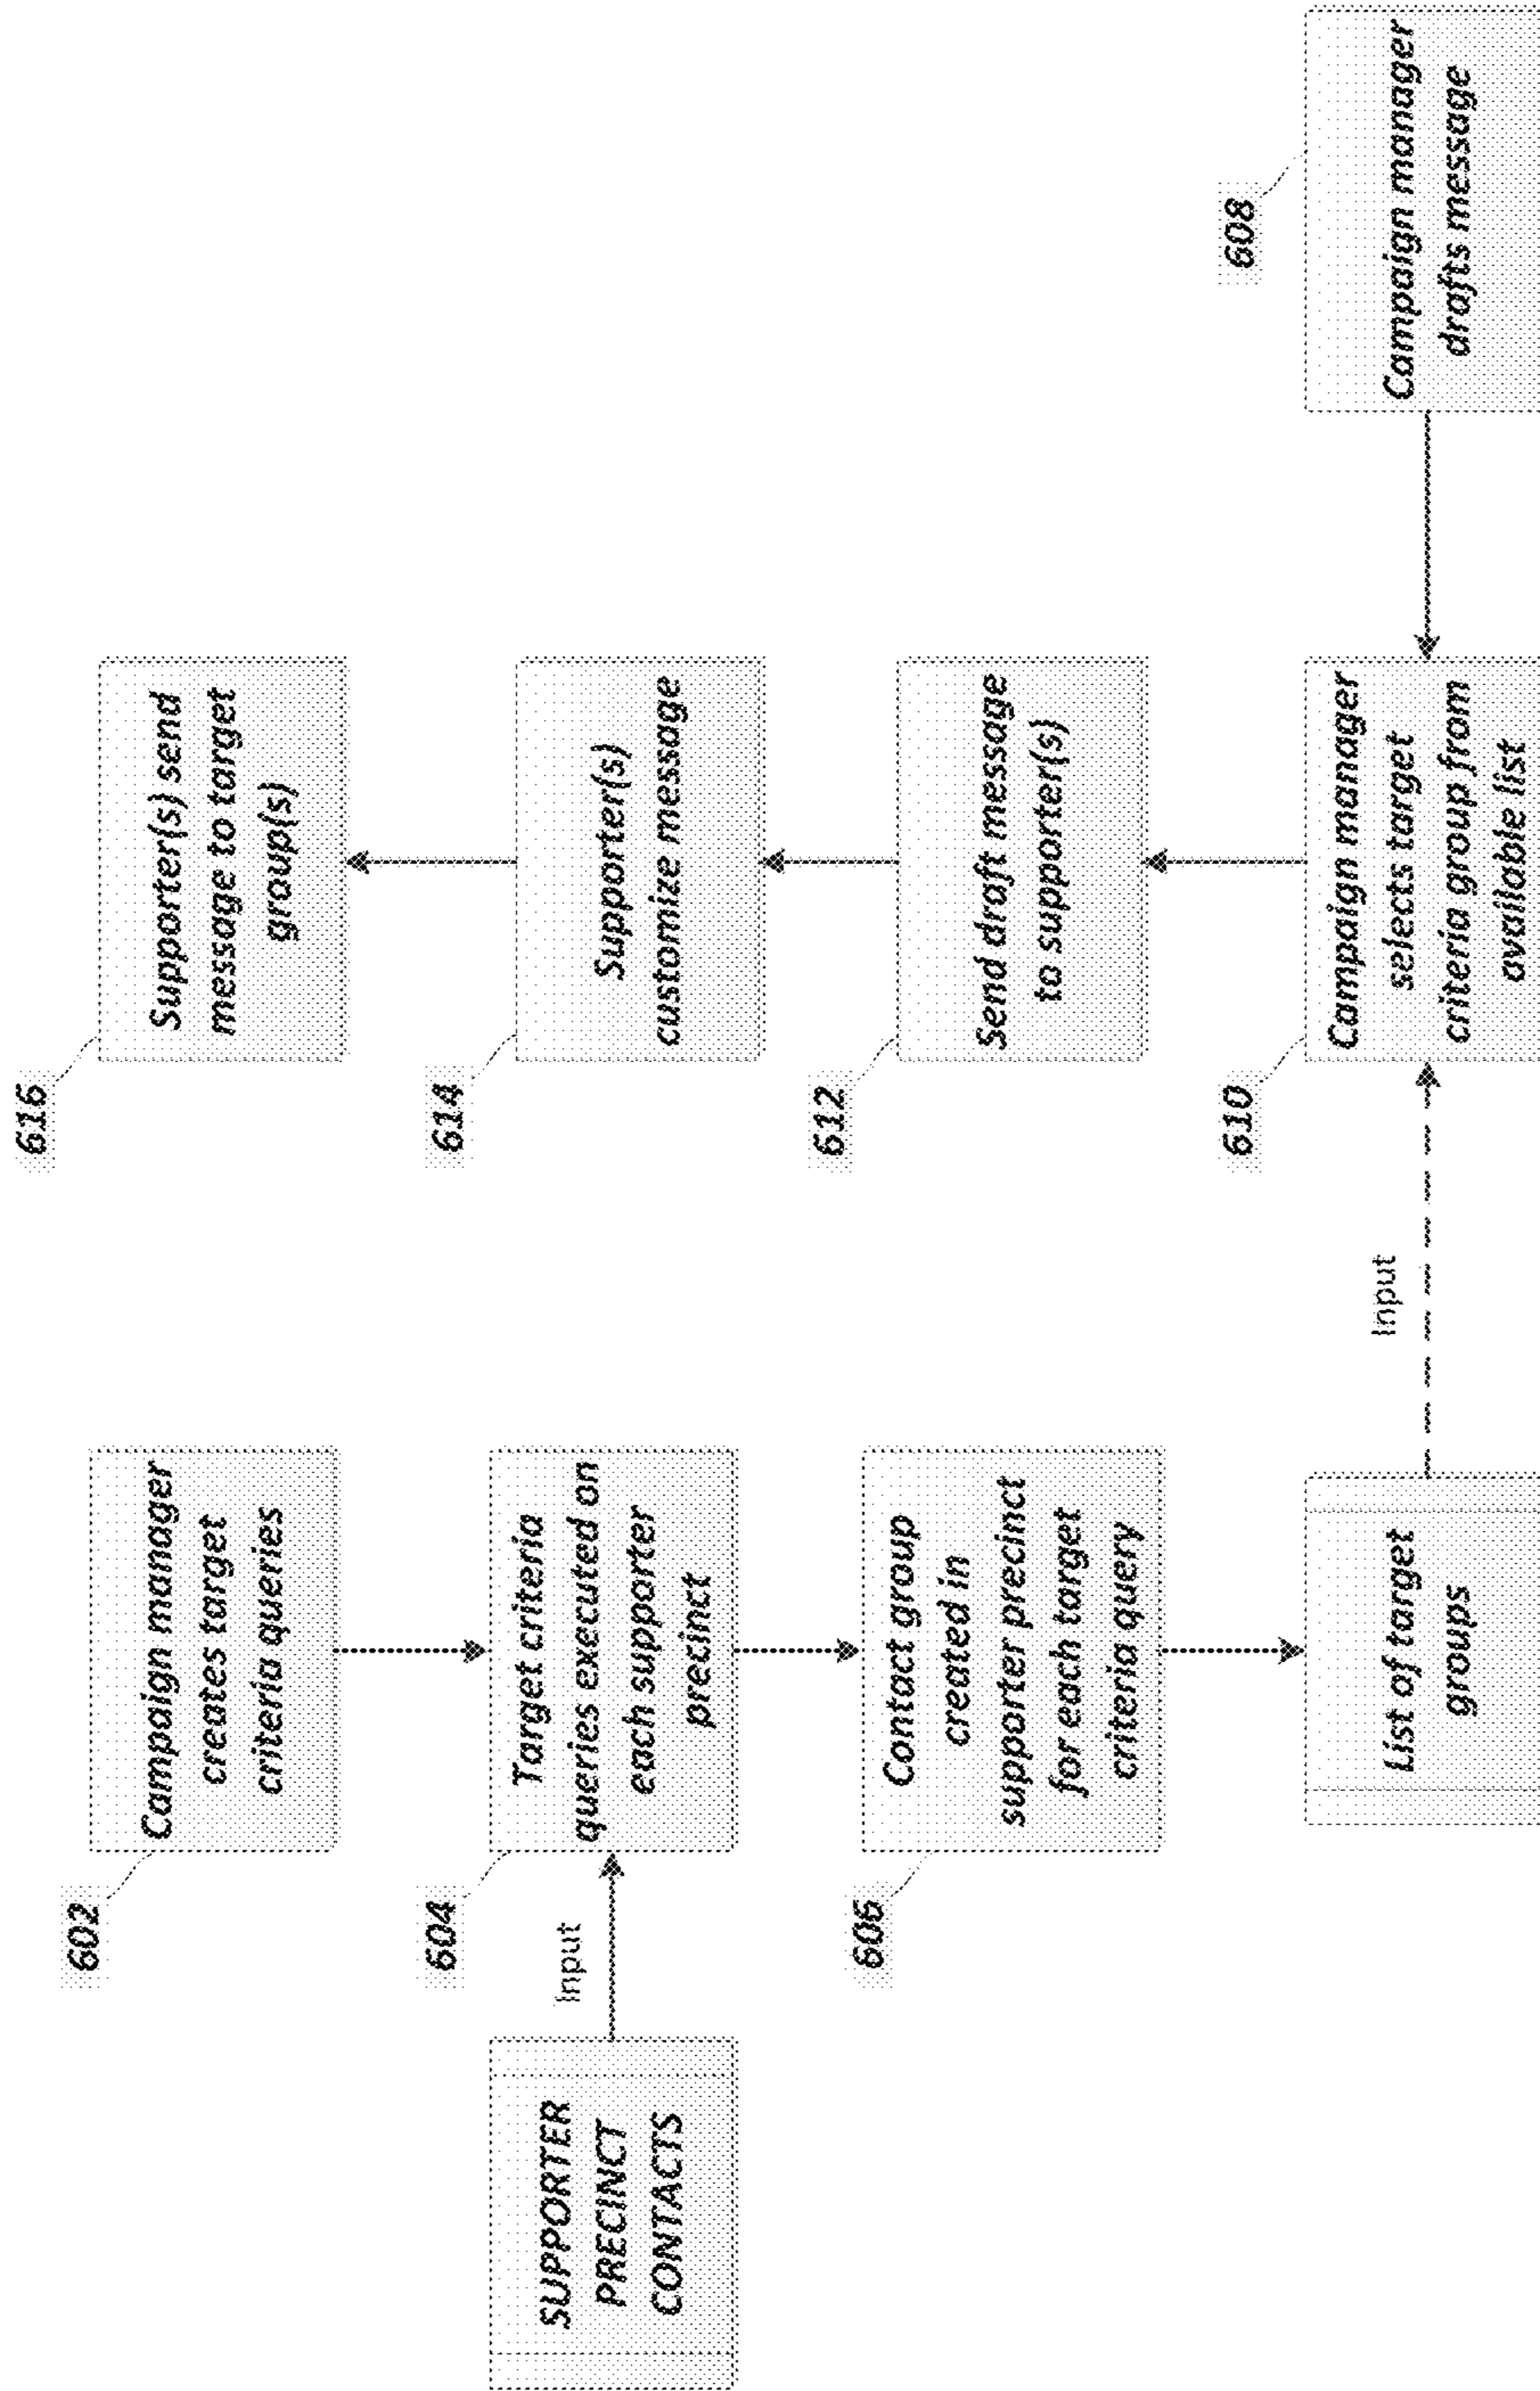 602
Campaign manager
creates target
criteria queries
SUPPORTER
PRECINCT
CONTACTS
Input
604
Target criteria
queries executed on
each supporter
precinct
606
Contact group
created in
supporter precinct
for each target
criteria query
List of target
groups
Input
608
Campaign manager
drafts message
610
Campaign manager
selects target
criteria group from
available list
612
Send draft message
to supporter(s)
614
Supporter(s)
customize message
616
Supporter(s) send
message to target
group(s)